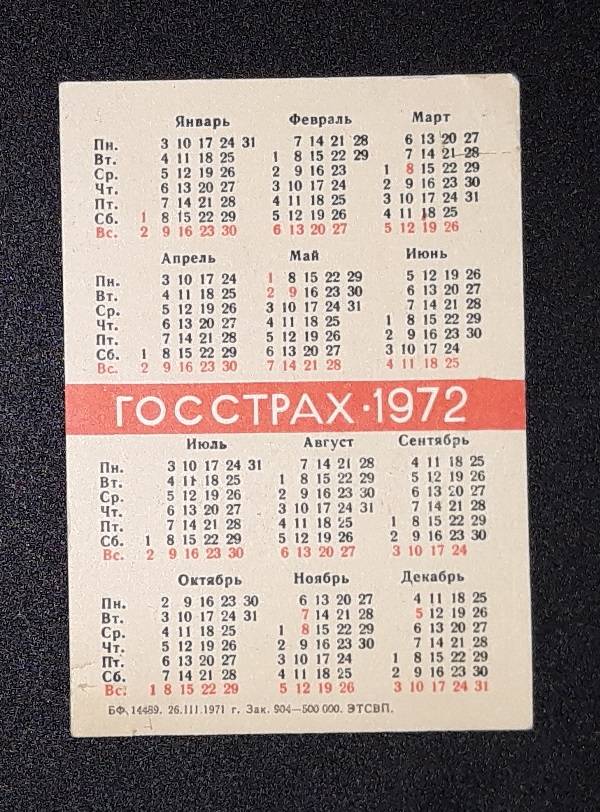 Январь Февраль Март
Пн. 3 10 17 24 31 7 14 21 28 6 13 20 27
Вт. 4 11 18 25 1 8 15 22 29 7 14 21 28
Ср. 5 12 19 26 2 9 16 23 1 8 15 22 29
Чт. 6 13 20 27 3 10 17 24 2 9 16 23 30
Пт. 7 14 21 28 4 11 18 25 3 10 17 24 31
Сб. 1 8 15 22 29 5 12 19 26 4 11 18 25
Вс. 2 9 16 23 30 6 13 20 27 5 12 19 26
Апрель Май Июнь
Пн. 3 10 17 24 1 8 15 22 29 5 12 19 26
Вт. 4 11 18 25 2 9 16 23 30 6 13 20 27
Ср. 5 12 19 26 3 10 17 24 31 7 14 21 28
Чт. 6 13 20 27 4 11 18 25 1 8 15 22 29
Пт. 7 14 21 28 5 12 19 26 2 9 16 23 30
Сб. 1 8 15 22 29 6 13 20 27 3 10 17 24
Вс. 2 9 16 23 30 7 14 21 28 4 11 18 25
ГОССТРАХ·1972
Июль Август Сентябрь
Пн. 3 10 17 24 31 7 14 21 28 4 11 18 25
Вт. 4 11 18 25 1 8 15 22 29 5 12 19 26
Ср. 5 12 19 26 2 9 16 23 30 6 13 20 27
Чт. 6 13 20 27 3 10 17 24 31 7 14 21 28
Пт. 7 14 21 28 4 11 18 25 1 8 15 22 29
Сб. 1 8 15 22 29 5 12 19 26 2 9 16 23 30
Вс. 2 9 16 23 30 6 13 20 27 3 10 17 24
Октябрь Ноябрь Декабрь
Пн. 2 9 16 23 30 6 13 20 27 4 11 18 25
Вт. 3 10 17 24 31 7 14 21 28 5 12 19 26
Ср. 4 11 18 25 1 8 15 22 29 6 13 20 27
Чт. 5 12 19 26 2 9 16 23 30 7 14 21 28
Пт. 6 13 20 27 3 10 17 24 1 8 15 22 29
Сб. 7 14 21 28 4 11 18 25 2 9 16 23 30
Вс. 1 8 15 22 29 5 12 19 26 3 10 17 24 31
БФ, 14489. 26.III.1971 г. Зак. 904—500 000. ЭТСВП.